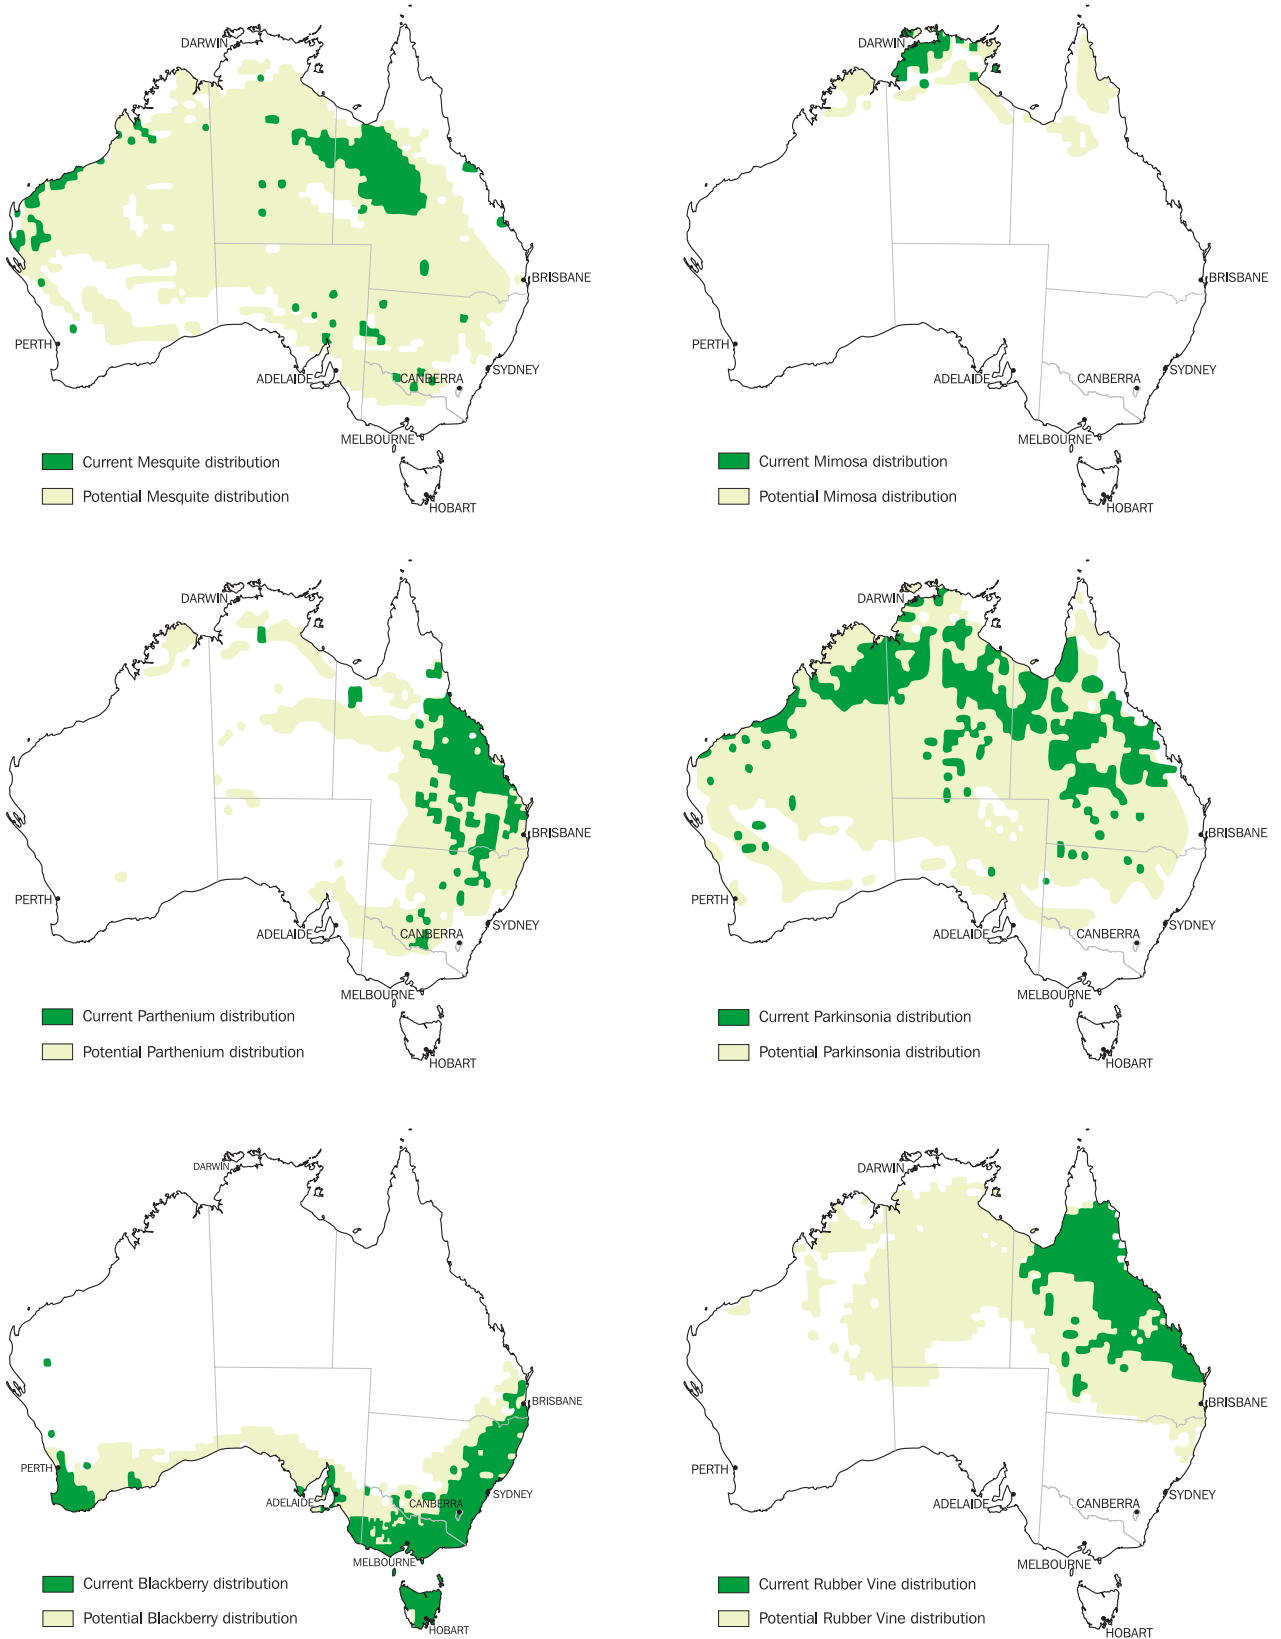 DARWIN
BRISBANE
PERTH
SYDNEY
ADELAIDE
CANBERRA
MELBOURNE
Current Mesquite distribution
Potential Mesquite distribution
HOBART
DARWIN
BRISBANE
PERTH
SYDNEY
ADELAIDE
CANBERRA
MELBOURNE
Current Mimosa distribution
Potential Mimosa distribution
HOBART
DARWIN
BRISBANE
PERTH
SYDNEY
ADELAIDE
CANBERRA
MELBOURNE
Current Parthenium distribution
Potential Parthenium distribution
HOBART
DARWIN
BRISBANE
PERTH
SYDNEY
ADELAIDE
CANBERRA
MELBOURNE
Current Parkinsonia distribution
Potential Parkinsonia distribution
HOBART
DARWIN
BRISBANE
PERTH
SYDNEY
ADELAIDE
CANBERRA
MELBOURNE
Current Blackberry distribution
Potential Blackberry distribution
HOBART
DARWIN
BRISBANE
PERTH
SYDNEY
ADELAIDE
CANBERRA
MELBOURNE
Current Rubber Vine distribution
Potential Rubber Vine distribution
HOBART